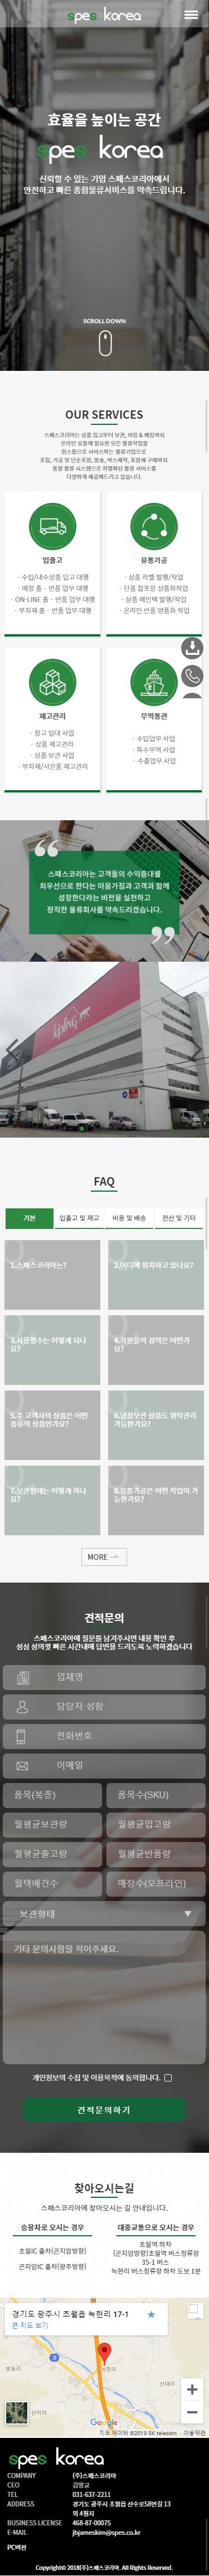 spes korea
효율을 높이는 공간
spes korea
신뢰할 수 있는 기업 스페스코리아에서
안전하고 빠른 종합물류서비스를 약속드립니다.
SCROLL DOWN
OUR SERVICES
스페스코리아는 상품 입고부터 보관, 피킹 & 패킹까지
온라인 유통에 필요한 모든 물류작업을
원스톱으로 서비스하는 물류기업으로
조립, 가공 및 단순포장, 발송, 박스제작, 포장재 구매까지
통합 물류 시스템으로 차별화된 물류 서비스를
다양하게 제공해드리고 있습니다.
입출고
· 수입/내수상품 입고 대행
· 매장 출 · 반품 업무 대행
· ON-LINE 출 · 반품 업무 대행
· 부자재 출 · 반품 업무 대행
유통가공
· 상품 라벨 발행/작업
· 단품 합포장 상품화작업
· 상품 메인택 발행/작업
· 온라인 반품 양품화 작업
재고관리
· 창고 임대 사업
· 상품 재고관리
· 상품 보관 사업
· 부자재/사은품 재고관리
무역통관
· 수입업무 사업
· 특수무역 사업
· 수출업무 사업
스페스코리아는 고객들의 수익증대를
최우선으로 한다는 마음가짐과 고객과 함께
성장한다라는 비전을 실천하고
정직한 물류회사를 약속드리겠습니다.
kipling
FAQ
기본
입출고 및 재고
비용 및 배송
전산 및 기타
1.스페스코리아는?
2.어디에 위치하고 있나요?
3.시용평수는 어떻게 되나요?
4.직원들의 경력은 어떤가요?
5.주 고객사의 상품은 어떤 종류의 상품인가요?
6.냉장보관 상품도 위탁관리 가능한가요?
7.보관형태는 어떻게 하나요?
8.유통가공은 어떤 작업이 가능한가요?
MORE -->
견적문의
스페스코리아에 질문을 남겨주시면 내용 확인 후
성심 성의껏 빠른 시간내에 답변을 드리도록 노력하겠습니다
업체명
담당자 성함
전화번호
이메일
품목(복종)
품목수(SKU)
월평균보관량
월평균입고량
월평균출고량
월평균반품량
월택배건수
매장수(오프라인)
보관형태
기타 문의사항을 적어주세요.
개인정보의 수집 및 이용목적에 동의합니다.
견적문의하기
찾아오시는길
스페스코리아에 찾아오시는 길 안내입니다.
승용차로 오시는 경우
초월IC 출차(곤지암방향)
곤지암IC 출차(광주방향)
대중교통으로 오시는 경우
초월역 하차
(곤지암방향)초월역 버스정류장
35-1 버스
늑현리 버스정류장 하차 도보 1분
경기도 광주시 초월읍 늑현리 17-1
큰 지도 보기
늑현리
선대리
산이리
Google
지도 데이터 ©2019 SK telecom
이용약관
spes korea
COMPANY (주)스페스코리아
CEO 김영교
TEL 031-637-2211
ADDRESS 경기도 광주시 초월읍 산수로58번길 13 외 4필지
BUSINESS LICENSE 468-87-00075
E-MAIL jbjameskim@spes.co.kr
PC버젼
Copyright© 2018(주)스페스코리아. All Rights Reserved.